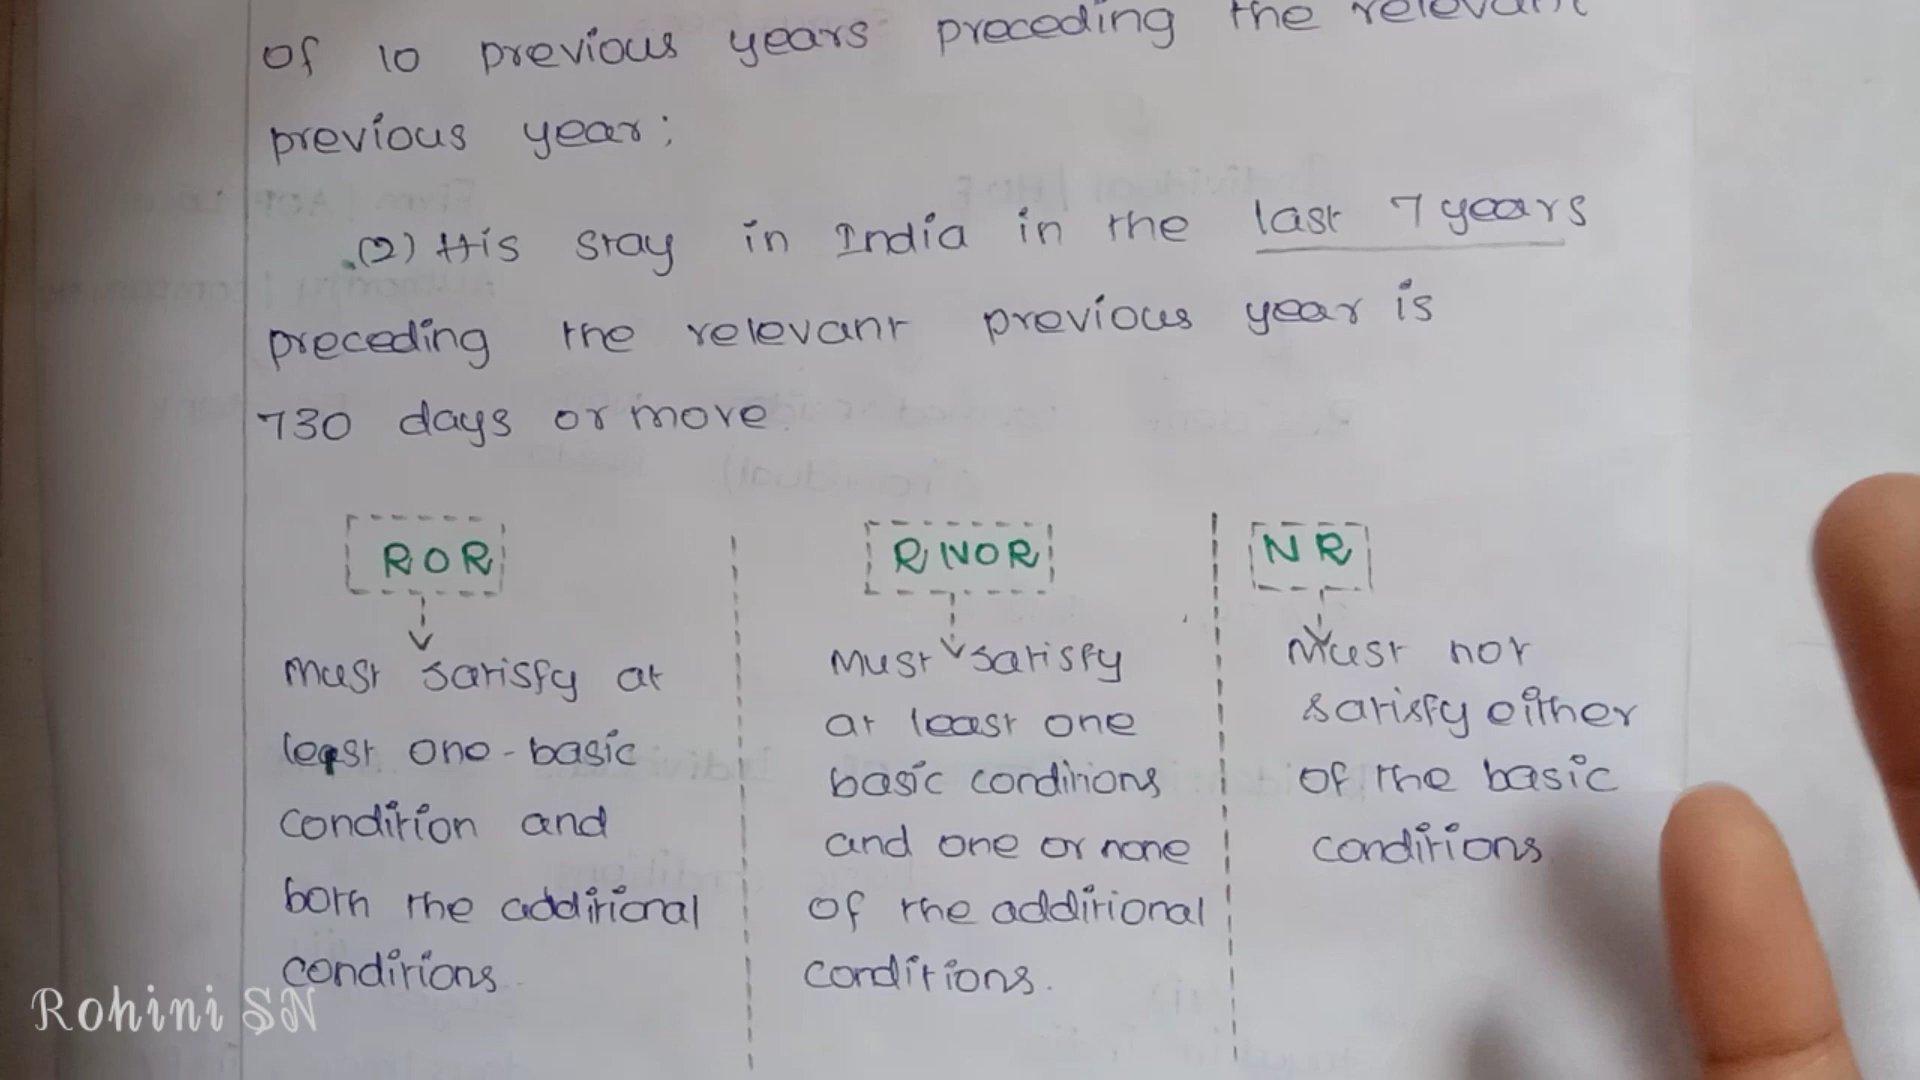 of 10 previous years preceding the relevant
previous year;
(2) His stay in India in the last 7 years
preceding the relevant previous year is
730 days or more.
ROR
Must satisfy at
least one-basic
condition and
both the additional
conditions.
RNOR
Must satisfy
at least one
basic conditions
and one or none
of the additional
conditions.
NR
Must not
satisfy either
of the basic
conditions.
Rohini SN